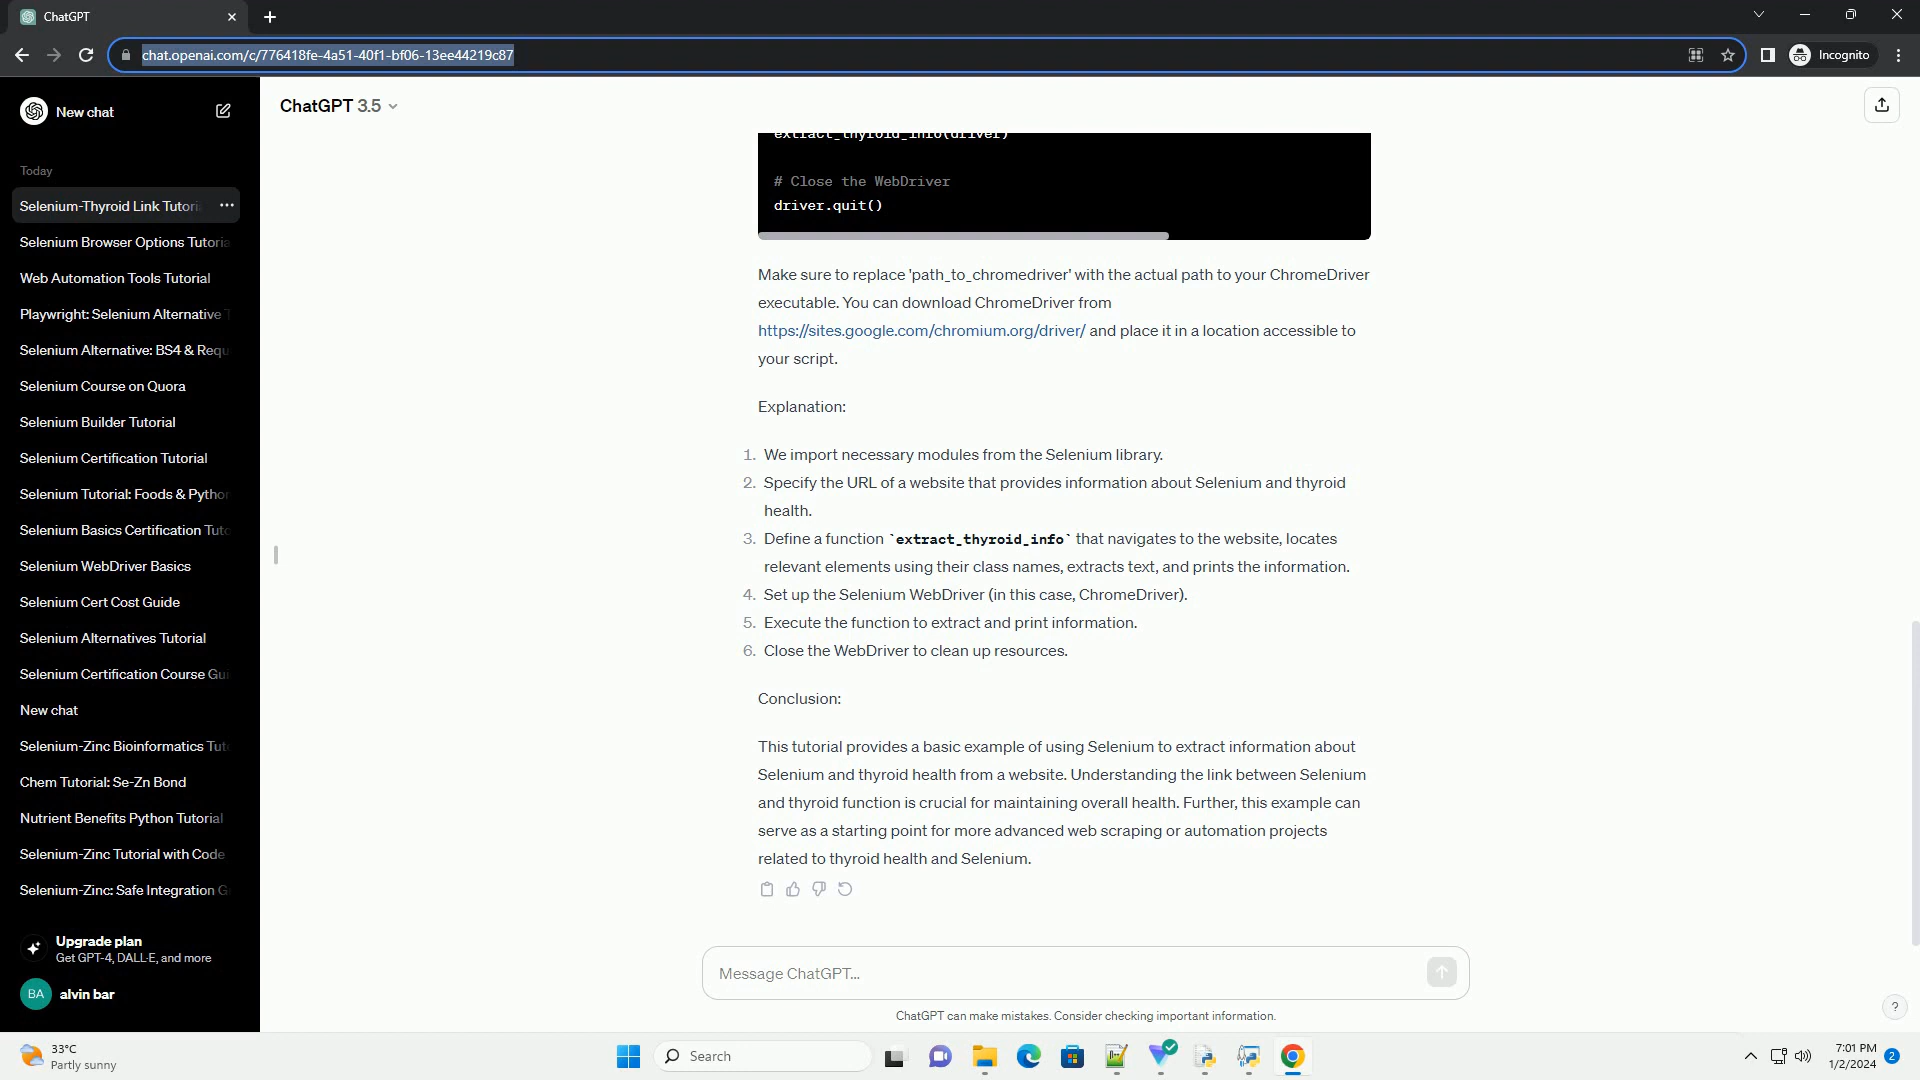 ChatGPT
chat.openai.com/c/776418fe-4a51-40f1-bf06-13ee44219c87
Incognito
New chat
Today
Selenium-Thyroid Link Tutori
Selenium Browser Options Tutoria
Web Automation Tools Tutorial
Playwright: Selenium Alternative T
Selenium Alternative: BS4 & Requ
Selenium Course on Quora
Selenium Builder Tutorial
Selenium Certification Tutorial
Selenium Tutorial: Foods & Python
Selenium Basics Certification Tuto
Selenium WebDriver Basics
Selenium Cert Cost Guide
Selenium Alternatives Tutorial
Selenium Certification Course Gui
New chat
Selenium-Zinc Bioinformatics Tuto
Chem Tutorial: Se-Zn Bond
Nutrient Benefits Python Tutorial
Selenium-Zinc Tutorial with Code
Selenium-Zinc: Safe Integration G
Upgrade plan
Get GPT-4, DALL·E, and more
BA alvin bar
ChatGPT 3.5
extract_thyroid_info(driver)
# Close the WebDriver
driver.quit()
Make sure to replace 'path_to_chromedriver' with the actual path to your ChromeDriver
executable. You can download ChromeDriver from
https://sites.google.com/chromium.org/driver/ and place it in a location accessible to
your script.
Explanation:
1. We import necessary modules from the Selenium library.
2. Specify the URL of a website that provides information about Selenium and thyroid
health.
3. Define a function `extract_thyroid_info` that navigates to the website, locates
relevant elements using their class names, extracts text, and prints the information.
4. Set up the Selenium WebDriver (in this case, ChromeDriver).
5. Execute the function to extract and print information.
6. Close the WebDriver to clean up resources.
Conclusion:
This tutorial provides a basic example of using Selenium to extract information about
Selenium and thyroid health from a website. Understanding the link between Selenium
and thyroid function is crucial for maintaining overall health. Further, this example can
serve as a starting point for more advanced web scraping or automation projects
related to thyroid health and Selenium.
Message ChatGPT...
ChatGPT can make mistakes. Consider checking important information.
?
33°C
Partly sunny
Search
7:01 PM
1/2/2024
2